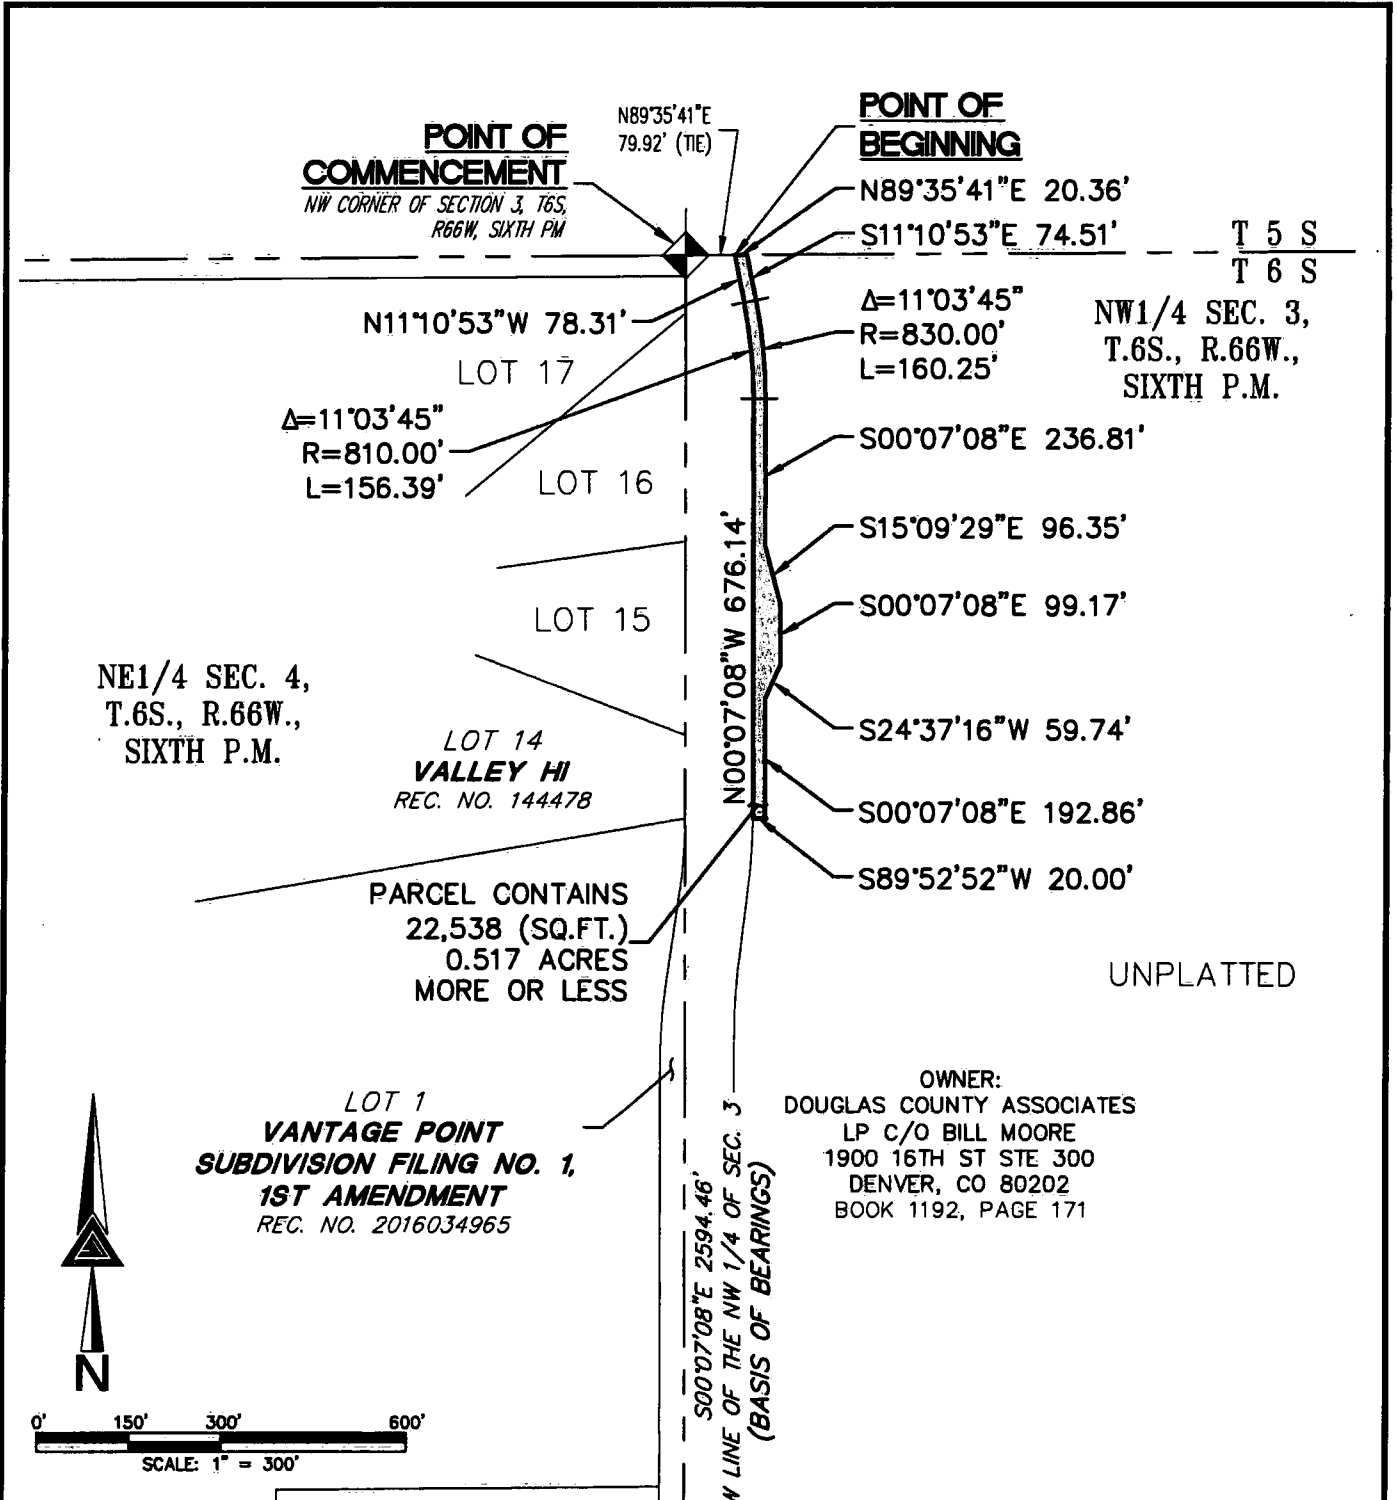 N89°35'41"E
79.92' (TIE)
POINT OF
COMMENCEMENT
NW CORNER OF SECTION 3, T6S,
R66W, SIXTH PM
POINT OF
BEGINNING
N89°35'41"E 20.36'
S11°10'53"E 74.51'
T 5 S
T 6 S
N11°10'53"W 78.31'
Δ=11°03'45"
R=830.00'
L=160.25'
NW1/4 SEC. 3,
T.6S., R.66W.,
SIXTH P.M.
LOT 17
Δ=11°03'45"
R=810.00'
L=156.39'
S00°07'08"E 236.81'
LOT 16
S15°09'29"E 96.35'
N00°07'08"W 676.14'
S00°07'08"E 99.17'
LOT 15
NE1/4 SEC. 4,
T.6S., R.66W.,
SIXTH P.M.
S24°37'16"W 59.74'
LOT 14
VALLEY HI
REC. NO. 144478
S00°07'08"E 192.86'
S89°52'52"W 20.00'
PARCEL CONTAINS
22,538 (SQ.FT.)
0.517 ACRES
MORE OR LESS
UNPLATTED
OWNER:
DOUGLAS COUNTY ASSOCIATES
LP C/O BILL MOORE
1900 16TH ST STE 300
DENVER, CO 80202
BOOK 1192, PAGE 171
LOT 1
VANTAGE POINT
SUBDIVISION FILING NO. 1,
1ST AMENDMENT
REC. NO. 2016034965
S00°07'08"E 2594.46'
W LINE OF THE NW 1/4 OF SEC. 3
(BASIS OF BEARINGS)
N
0' 150' 300' 600'
SCALE: 1" = 300'